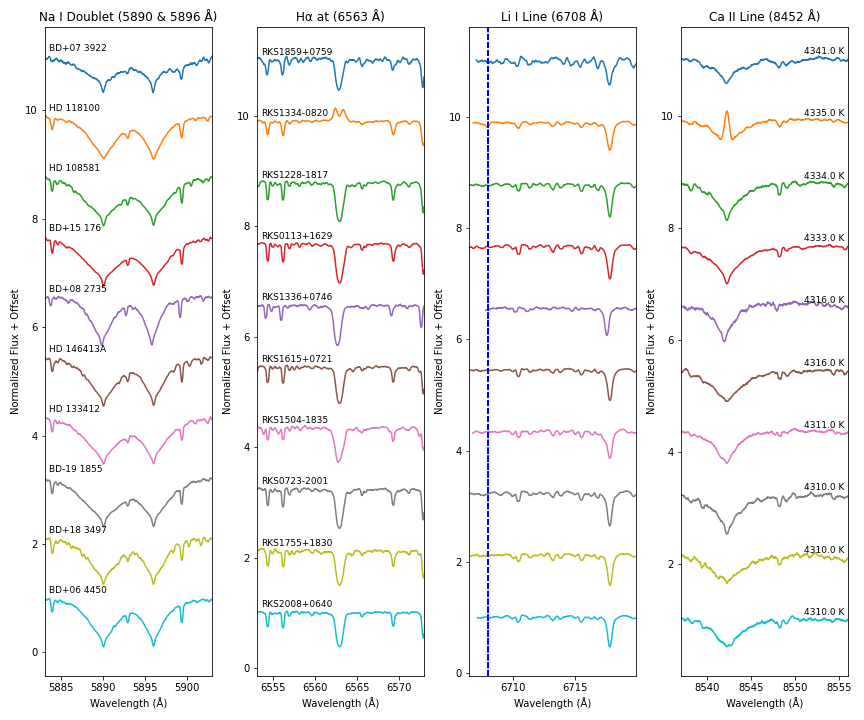 Na I Doublet (5890 & 5896 Å)
Hα at (6563 Å)
Li I Line (6708 Å)
Ca II Line (8452 Å)
BD+07 3922
HD 118100
HD 108581
BD+15 176
BD+08 2735
HD 146413A
HD 133412
BD-19 1855
BD+18 3497
BD+06 4450
RKS1859+0759
RKS1334-0820
RKS1228-1817
RKS0113+1629
RKS1336+0746
RKS1615+0721
RKS1504-1835
RKS0723-2001
RKS1755+1830
RKS2008+0640
4341.0 K
4335.0 K
4334.0 K
4333.0 K
4316.0 K
4316.0 K
4311.0 K
4310.0 K
4310.0 K
4310.0 K
Normalized Flux + Offset
10
8
6
4
2
0
5885 5890 5895 5900
Wavelength (Å)
Normalized Flux + Offset
10
8
6
4
2
0
6555 6560 6565 6570
Wavelength (Å)
Normalized Flux + Offset
10
8
6
4
2
0
6710 6715
Wavelength (Å)
Normalized Flux + Offset
10
8
6
4
2
8540 8545 8550 8555
Wavelength (Å)